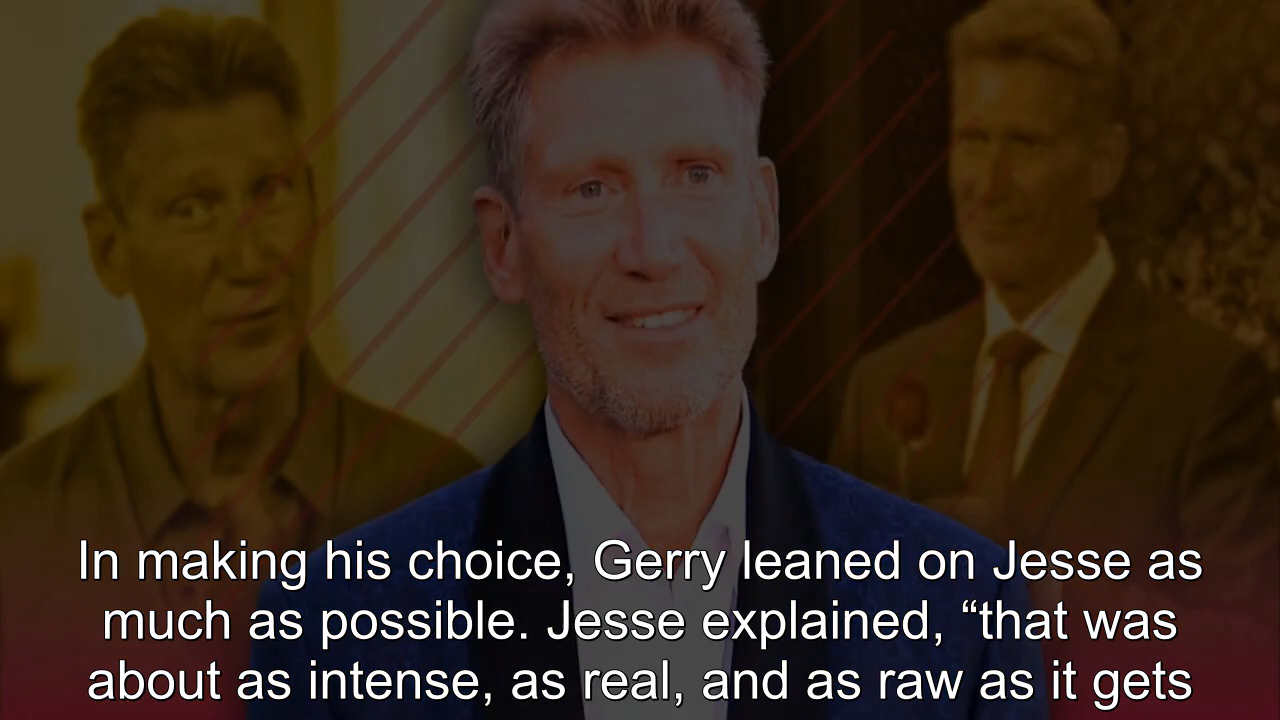 In making his choice, Gerry leaned on Jesse as
much as possible. Jesse explained, “that was
about as intense, as real, and as raw as it gets